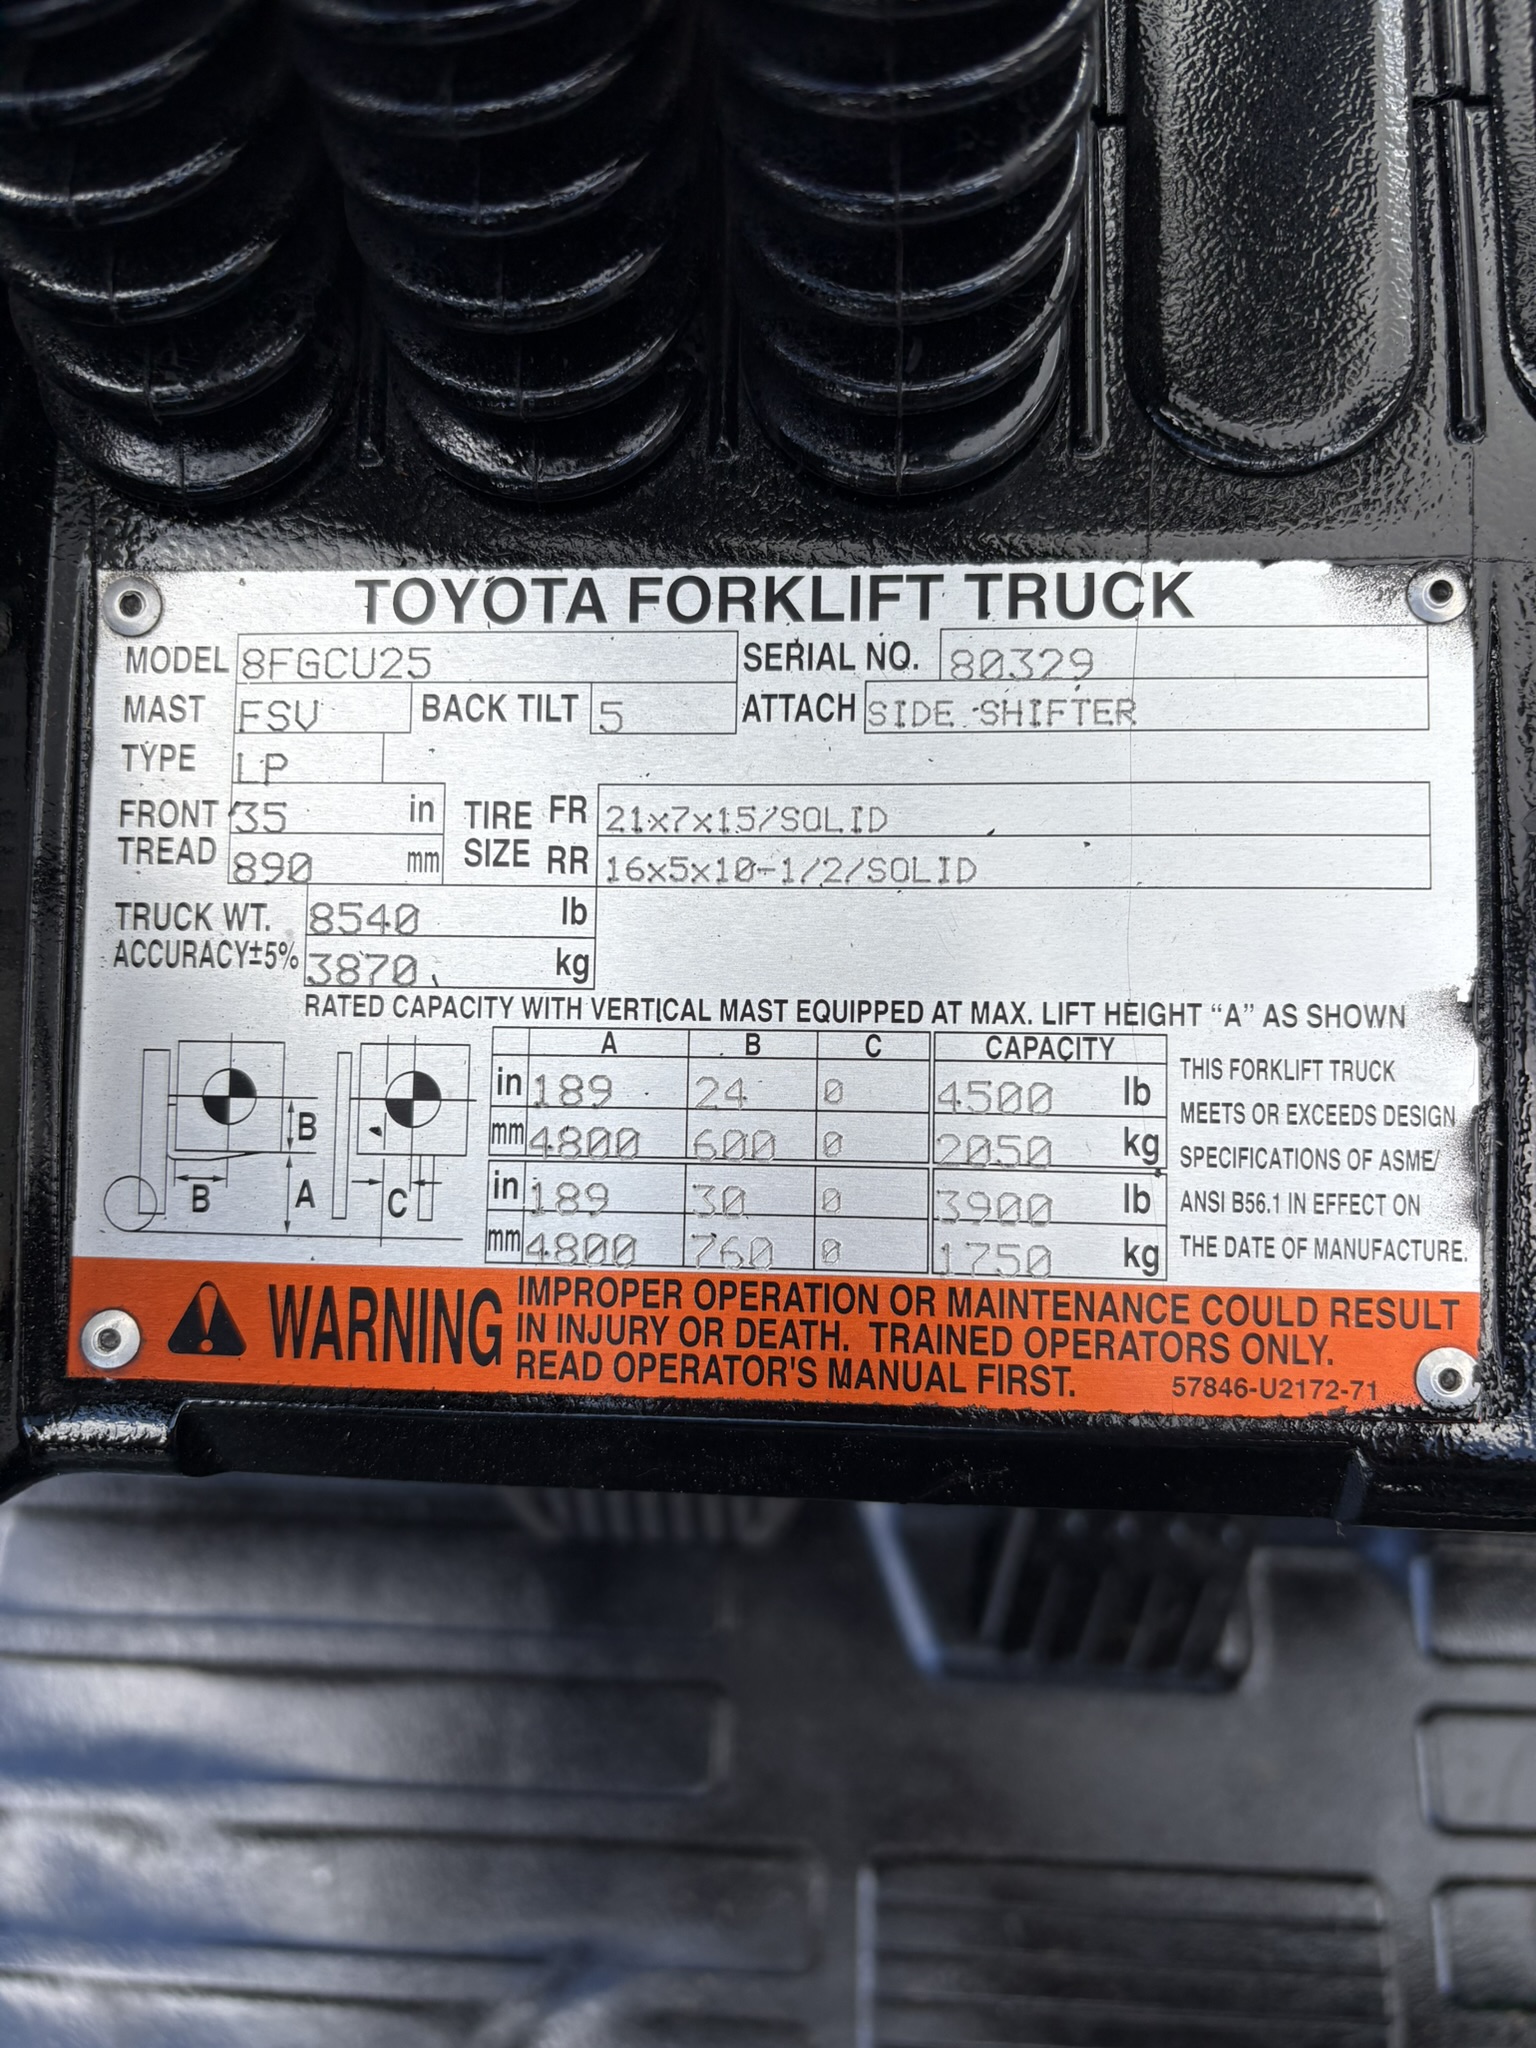 TOYOTA FORKLIFT TRUCK
MODEL 8FGCU25 SERIAL NO. 80329
MAST FSV BACK TILT 5 ATTACH SIDE SHIFTER
TYPE LP
FRONT TREAD 35 in TIRE SIZE FR 21x7x15/SOLID
890 mm RR 16x5x10-1/2/SOLID
TRUCK WT. 8540 lb
ACCURACY±5% 3870 kg
RATED CAPACITY WITH VERTICAL MAST EQUIPPED AT MAX. LIFT HEIGHT “A” AS SHOWN
A B C CAPACITY
in 189 24 0 4500 lb
mm 4800 600 0 2050 kg
in 189 30 0 3900 lb
mm 4800 760 0 1750 kg
B
B A C
THIS FORKLIFT TRUCK
MEETS OR EXCEEDS DESIGN
SPECIFICATIONS OF ASME/
ANSI B56.1 IN EFFECT ON
THE DATE OF MANUFACTURE.
WARNING
IMPROPER OPERATION OR MAINTENANCE COULD RESULT
IN INJURY OR DEATH. TRAINED OPERATORS ONLY.
READ OPERATOR'S MANUAL FIRST.
57846-U2172-71